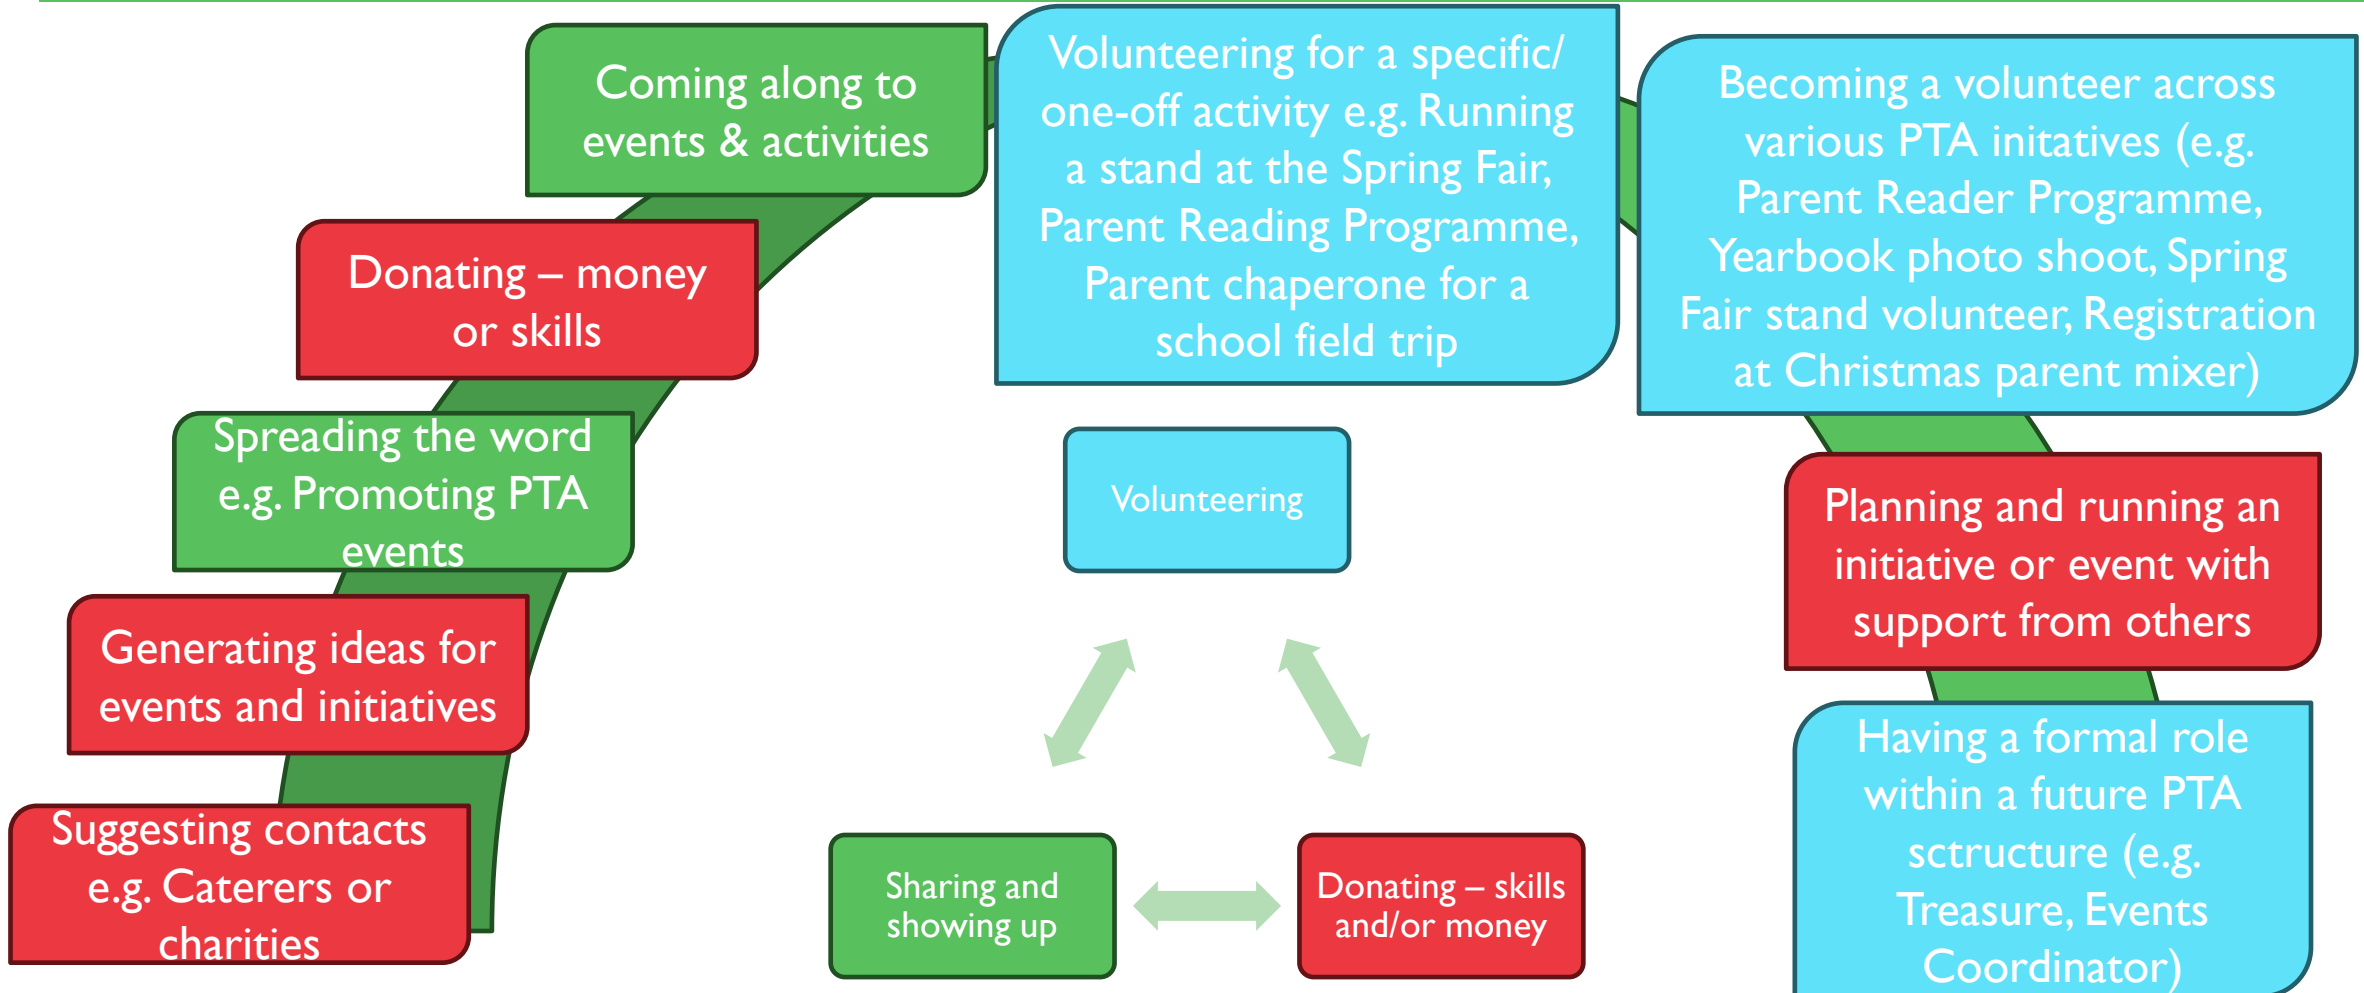 Coming along to
events & activities
Volunteering for a specific/
one-off activity e.g. Running
a stand at the Spring Fair,
Parent Reading Programme,
Parent chaperone for a
school field trip
Becoming a volunteer across
various PTA initatives (e.g.
Parent Reader Programme,
Yearbook photo shoot, Spring
Fair stand volunteer, Registration
at Christmas parent mixer)
Donating – money
or skills
Spreading the word
e.g. Promoting PTA
events
Generating ideas for
events and initiatives
Suggesting contacts
e.g. Caterers or
charities
Volunteering
Sharing and
showing up
Donating – skills
and/or money
Planning and running an
initiative or event with
support from others
Having a formal role
within a future PTA
sctructure (e.g.
Treasure, Events
Coordinator)